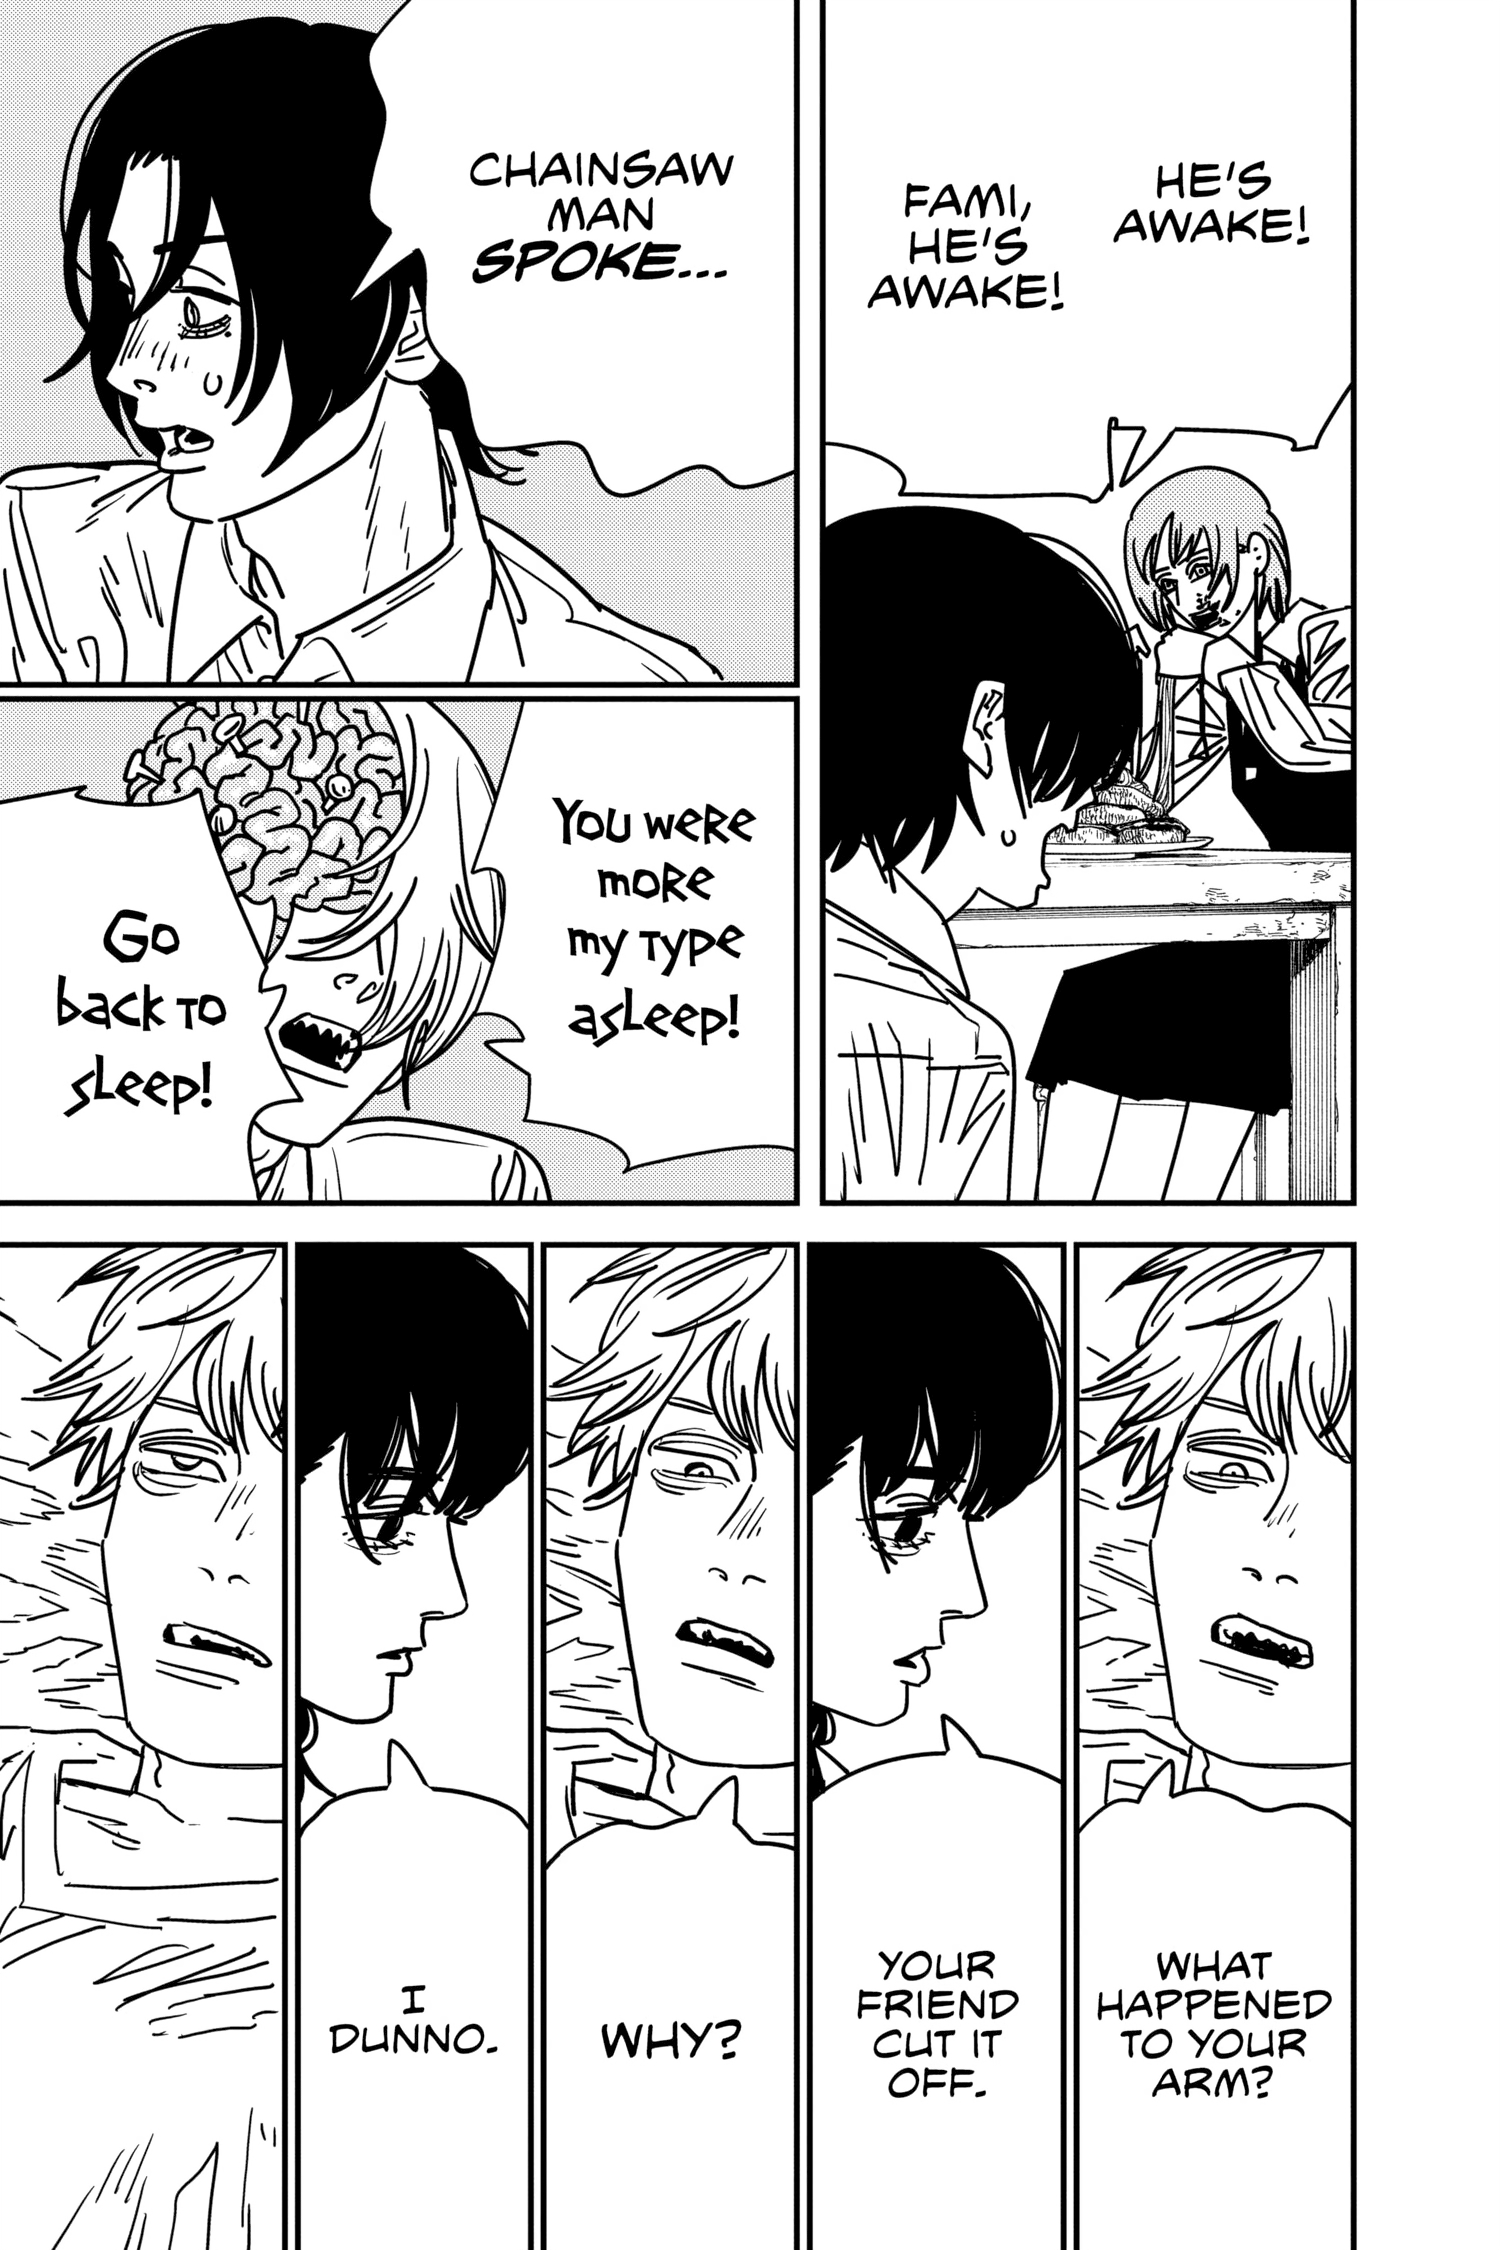 HE'S
AWAKE!
FAMI,
HE'S
AWAKE!
CHAINSAW
MAN
SPOKE...
YOU WERE
MORE
MY TYPE
ASLEEP!
GO
BACK TO
SLEEP!
WHAT
HAPPENED
TO YOUR
ARM?
YOUR
FRIEND
CUT IT
OFF.
WHY?
I
DUNNO.